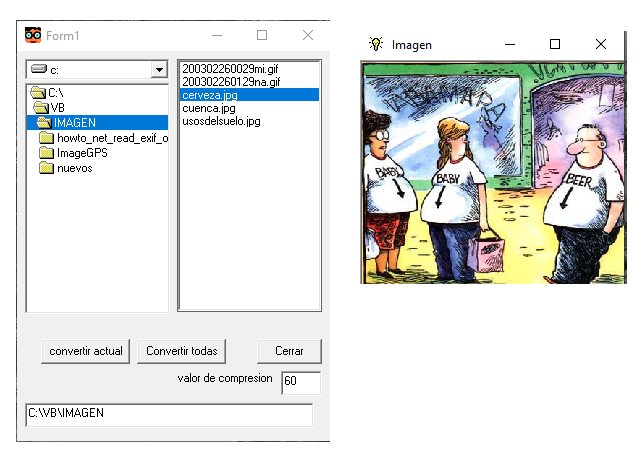 Form1
c:
C:\
VB
IMAGEN
howto_net_read_exif_o
ImageGPS
nuevos
200302260029mi.gif
200302260129na.gif
cerveza.jpg
cuenca.jpg
usosdelsuelo.jpg
convertir actual
Convertir todas
Cerrar
valor de compresion
60
C:\VB\IMAGEN
Imagen
BABY
BABY
BEER